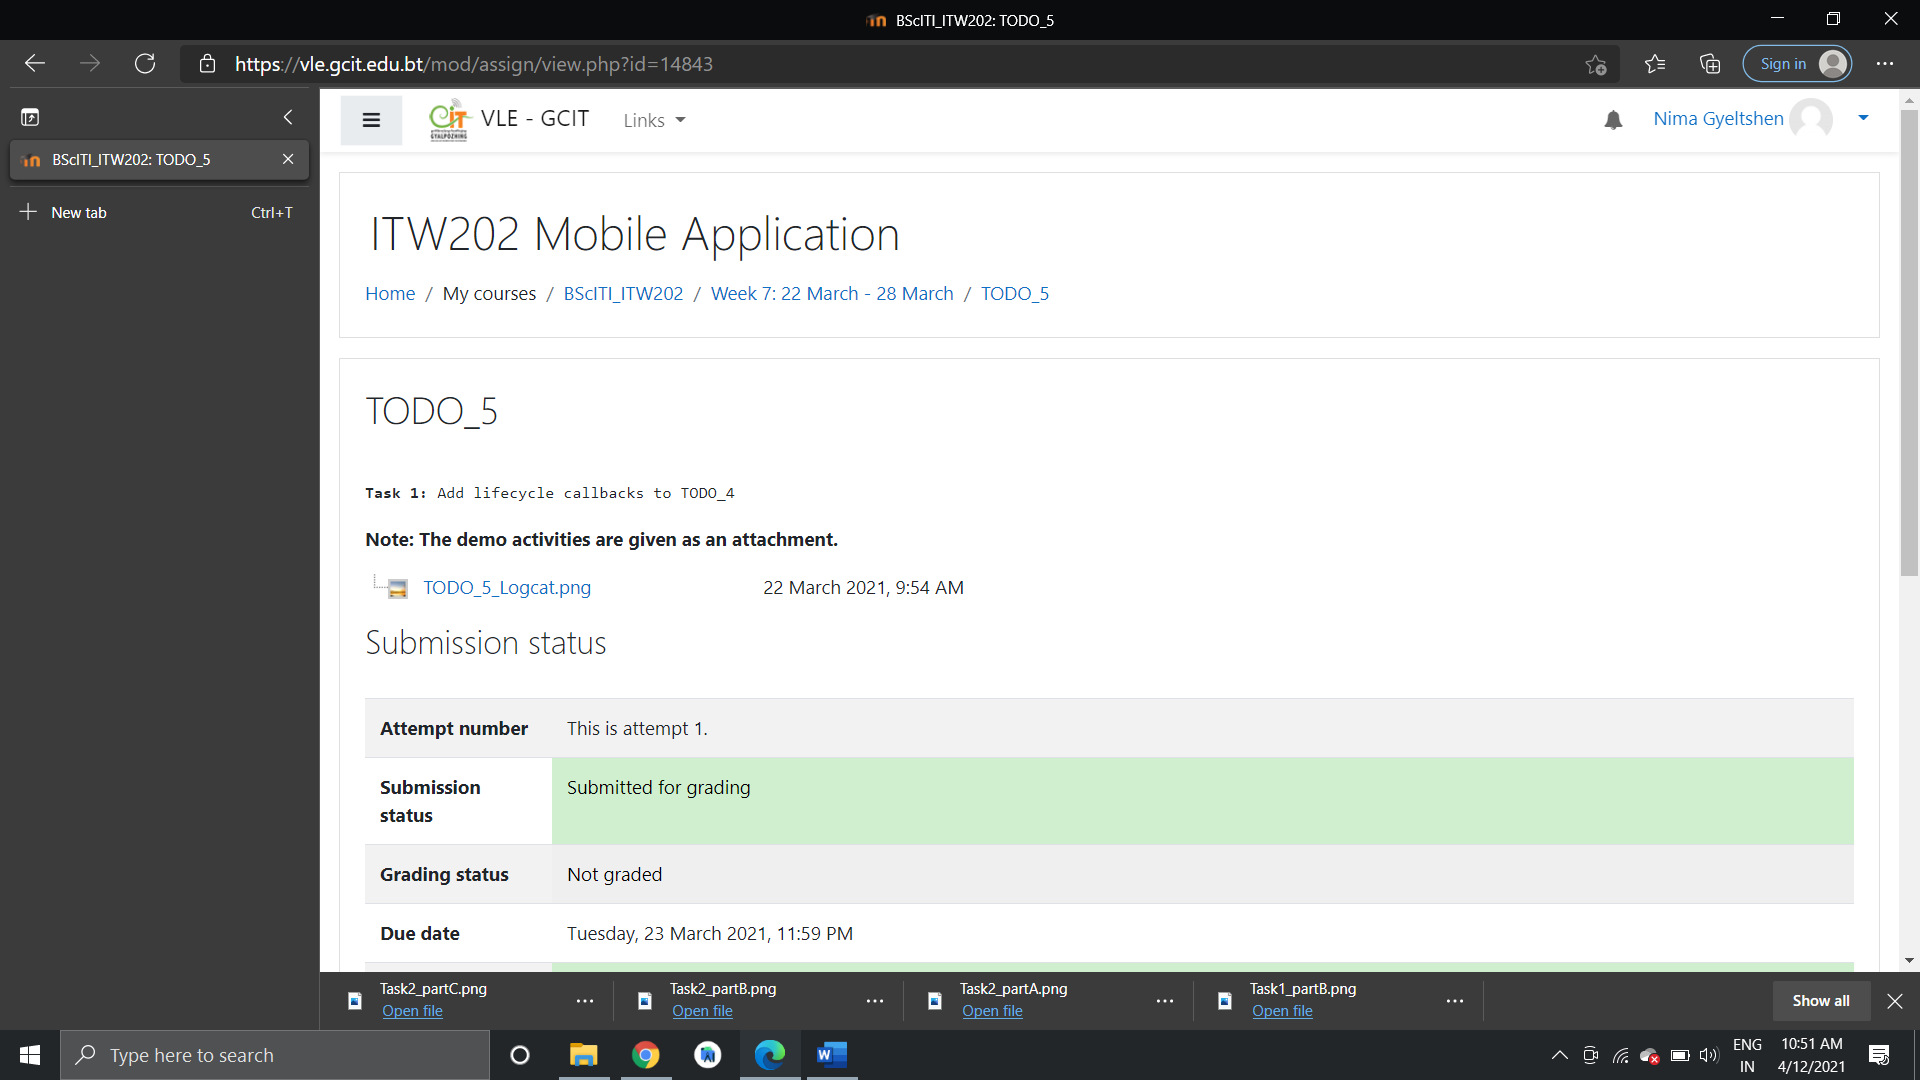 BScITI_ITW202: TODO_5
https://vle.gcit.edu.bt/mod/assign/view.php?id=14843
Sign in
BScITI_ITW202: TODO_5
New tab Ctrl+T
VLE - GCIT Links
Nima Gyeltshen
ITW202 Mobile Application
Home / My courses / BScITI_ITW202 / Week 7: 22 March - 28 March / TODO_5
TODO_5
Task 1: Add lifecycle callbacks to TODO_4
Note: The demo activities are given as an attachment.
TODO_5_Logcat.png 22 March 2021, 9:54 AM
Submission status
Attempt number This is attempt 1.
Submission status Submitted for grading
Grading status Not graded
Due date Tuesday, 23 March 2021, 11:59 PM
Task2_partC.png
Open file
Task2_partB.png
Open file
Task2_partA.png
Open file
Task1_partB.png
Open file
Show all
Type here to search
ENG
IN
10:51 AM
4/12/2021